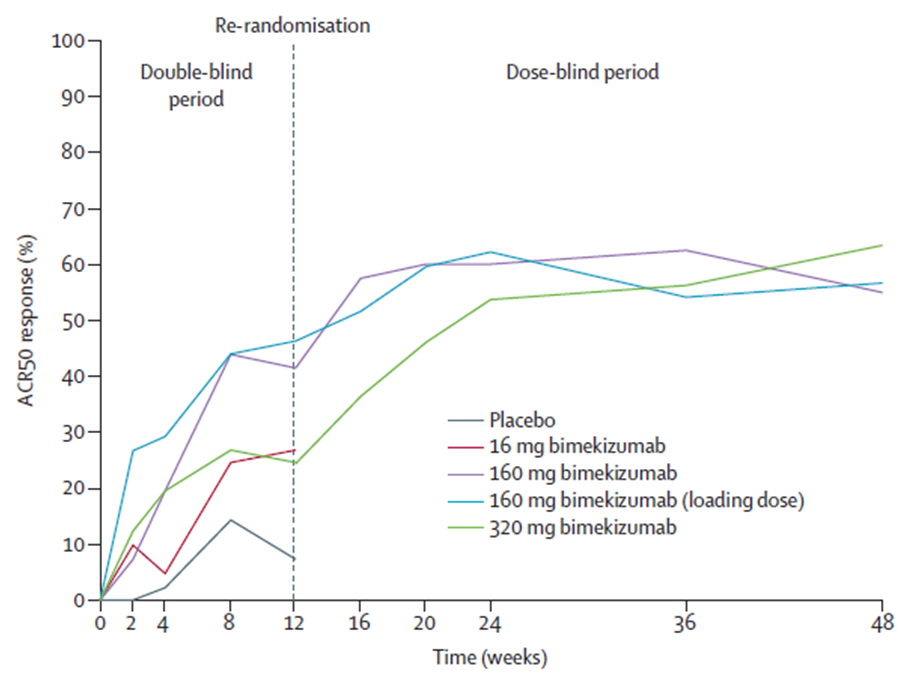 Re-randomisation
Double-blind
period
Dose-blind period
ACR50 response (%)
100
90
80
70
60
50
40
30
20
10
0
Placebo
16 mg bimekizumab
160 mg bimekizumab
160 mg bimekizumab (loading dose)
320 mg bimekizumab
0 2 4 8 12 16 20 24 36 48
Time (weeks)